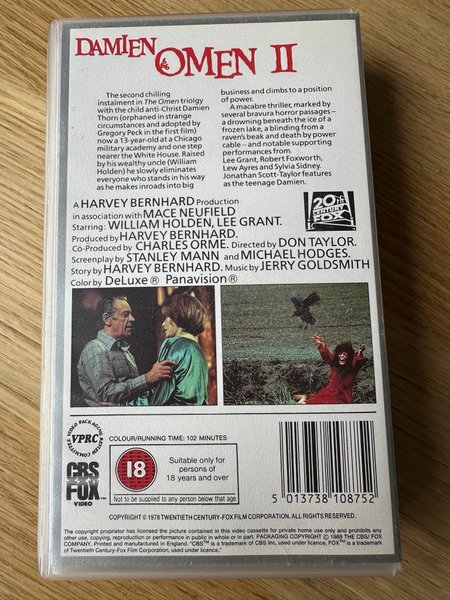 DAMIEN OMEN II
The second chilling
instalment in The Omen triolgy
with the child anti-Christ Damien
Thorn (orphaned in strange
circumstances and adopted by
Gregory Peck in the first film)
now a 13-year-old at a Chicago
military academy and one step
nearer the White House. Raised
by his wealthy uncle (William
Holden) he slowly eliminates
everyone who stands in his way
as he makes inroads into big
business and climbs to a position
of power.
A macabre thriller, marked by
several bravura horror passages –
a drowning beneath the ice of a
frozen lake, a blinding from a
raven's beak and death by power
cable – and notable supporting
performances from.
Lee Grant, Robert Foxworth,
Lew Ayres and Sylvia Sidney.
Jonathan Scott-Taylor features
as the teenage Damien.
A HARVEY BERNHARD Production
in association with MACE NEUFIELD
Starring: WILLIAM HOLDEN, LEE GRANT.
Produced by HARVEY BERNHARD.
Co-Produced by CHARLES ORME. Directed by DON TAYLOR.
Screenplay by STANLEY MANN and MICHAEL HODGES.
Story by HARVEY BERNHARD. Music by JERRY GOLDSMITH
Color by DeLuxe® Panavision®
20TH
CENTURY
FOX
VIDEO PACKAGING REVIEW COMMITTEE
VPRC
CBS
FOX
VIDEO
COLOUR/RUNNING TIME: 102 MINUTES
18
Suitable only for
persons of
18 years and over
Not to be supplied to any person below that age
5 013738 108752
COPYRIGHT © 1978 TWENTIETH CENTURY-FOX FILM CORPORATION. ALL RIGHTS RESERVED.
The copyright proprietor has licensed the picture contained in this video cassette for private home use only and prohibits any
other use, copying, reproduction or performance in public in whole or in part. PACKAGING COPYRIGHT © 1989 THE CBS/ FOX
COMPANY. Printed and manufactured in England. "CBS™ is a trademark of CBS Inc, used under licence, FOX™ is a trademark
of Twentieth Century-Fox Film Corporation, used under licence."